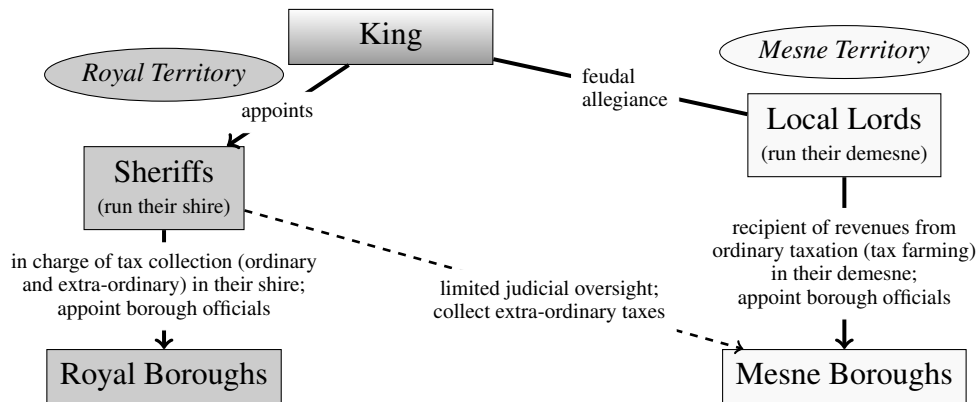 King
Royal Territory
Mesne Territory
appoints
feudal
allegiance
Local Lords
(run their demesne)
Sheriffs
(run their shire)
in charge of tax collection (ordinary
and extra-ordinary) in their shire;
appoint borough officials
limited judicial oversight;
collect extra-ordinary taxes
recipient of revenues from
ordinary taxation (tax farming)
in their demesne;
appoint borough officials
Royal Boroughs
Mesne Boroughs